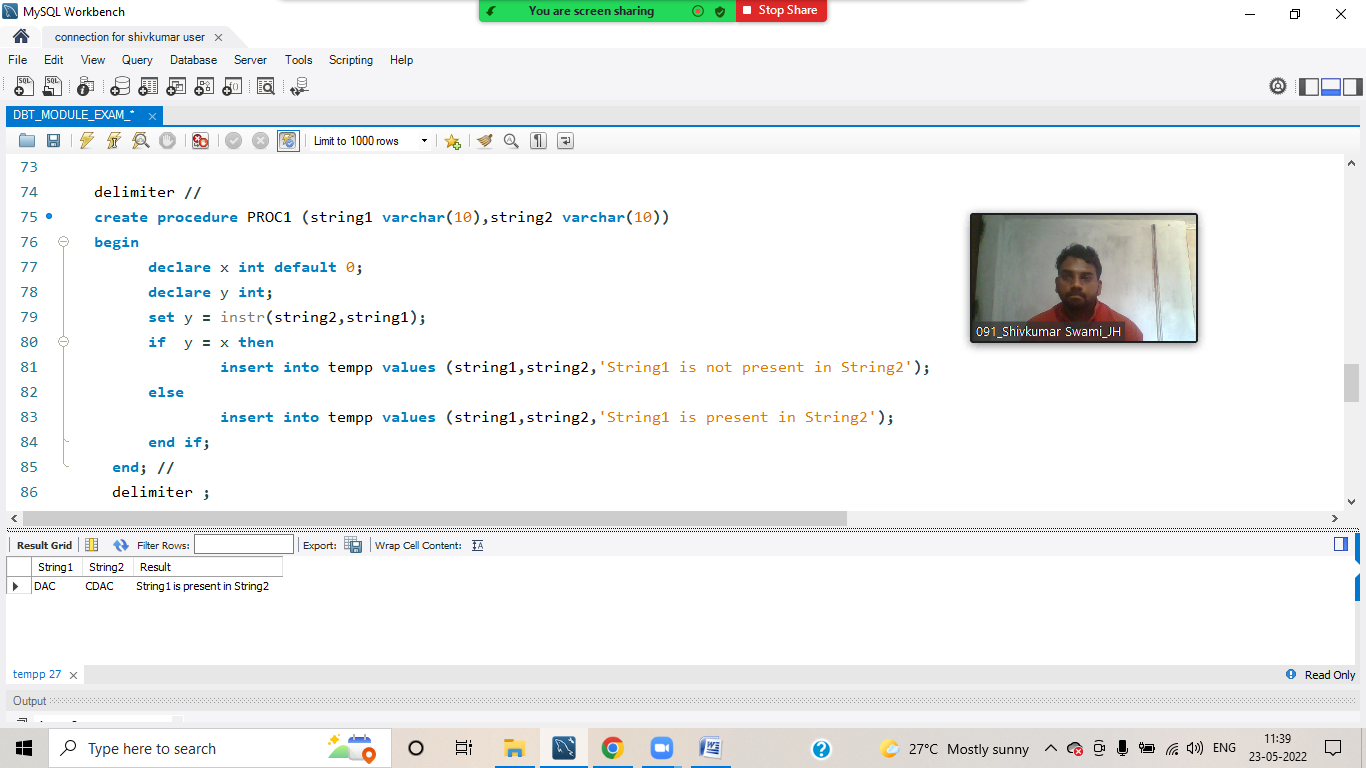 MySQL Workbench
You are screen sharing
Stop Share
connection for shivkumar user
File Edit View Query Database Server Tools Scripting Help
DBT_MODULE_EXAM_*
Limit to 1000 rows
73
74 delimiter //
75 create procedure PROC1 (string1 varchar(10),string2 varchar(10))
76 begin
77 declare x int default 0;
78 declare y int;
79 set y = instr(string2,string1);
80 if y = x then
81 insert into tempp values (string1,string2,'String1 is not present in String2');
82 else
83 insert into tempp values (string1,string2,'String1 is present in String2');
84 end if;
85 end; //
86 delimiter ;
091_Shivkumar Swami_JH
Result Grid Filter Rows: Export: Wrap Cell Content:
String1 String2 Result
DAC CDAC String1 is present in String2
tempp 27
Read Only
Output
Type here to search
27°C Mostly sunny
ENG
11:39
23-05-2022